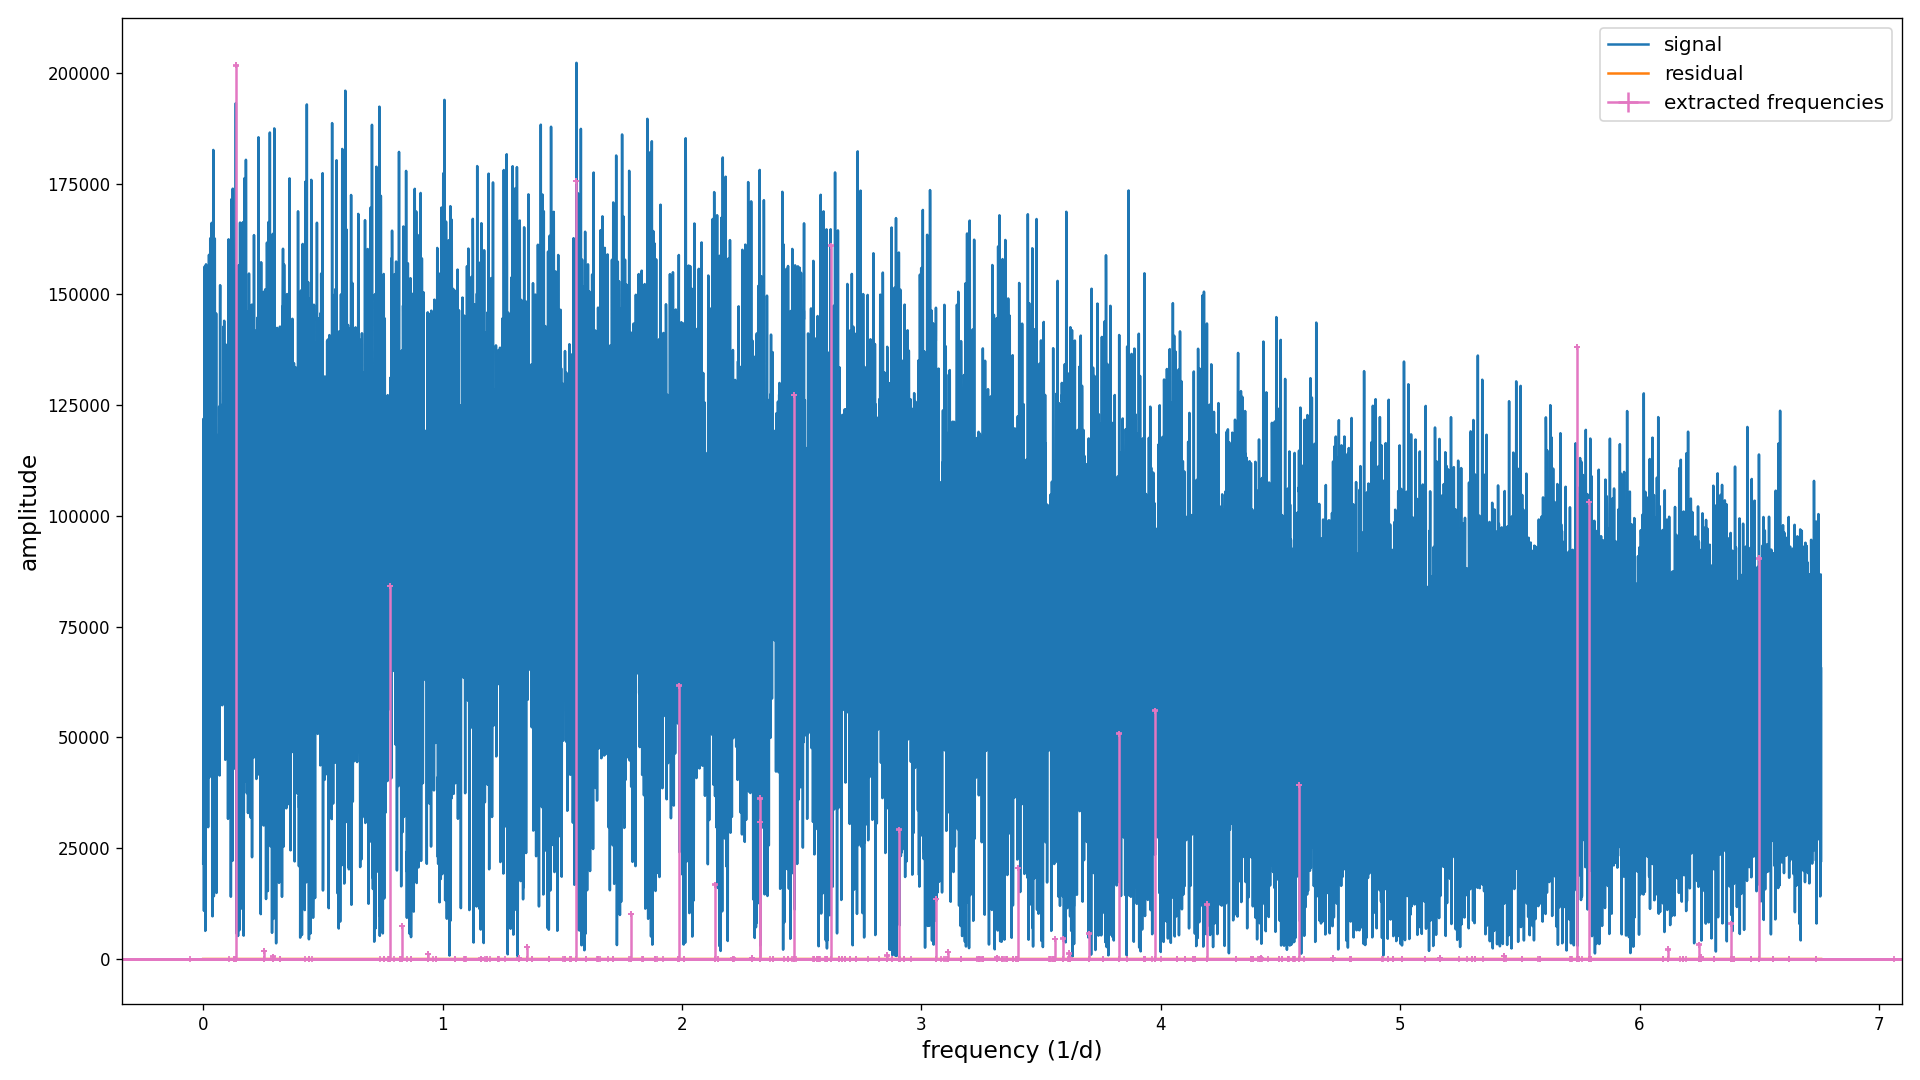 signal
residual
extracted frequencies
200000
175000
150000
125000
100000
75000
50000
25000
0
amplitude
0 1 2 3 4 5 6 7
frequency (1/d)